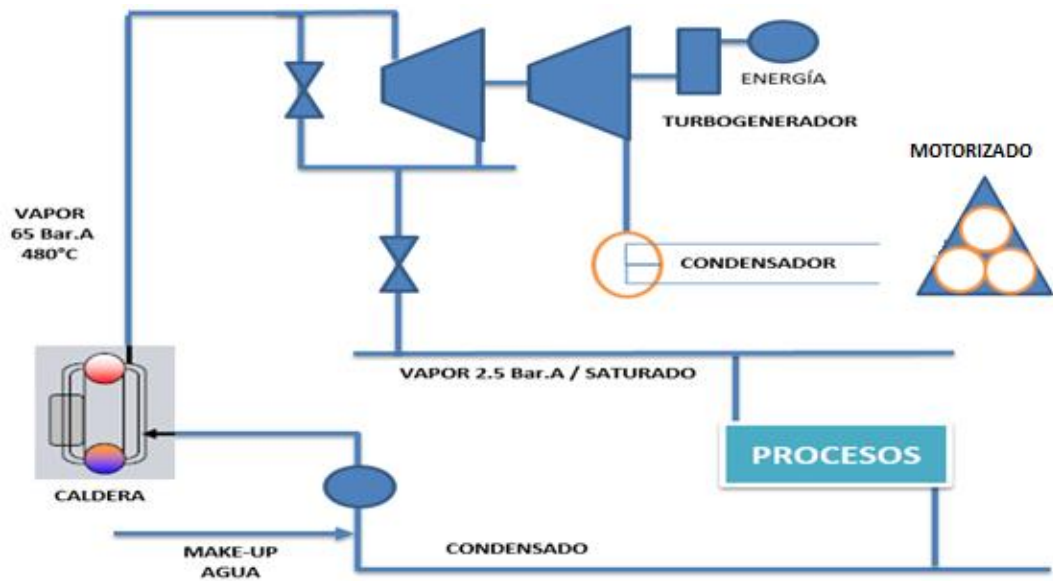 ENERGÍA
TURBOGENERADOR
MOTORIZADO
VAPOR
65 Bar.A
480°C
CONDENSADOR
VAPOR 2.5 Bar.A / SATURADO
PROCESOS
CALDERA
MAKE-UP
AGUA
CONDENSADO